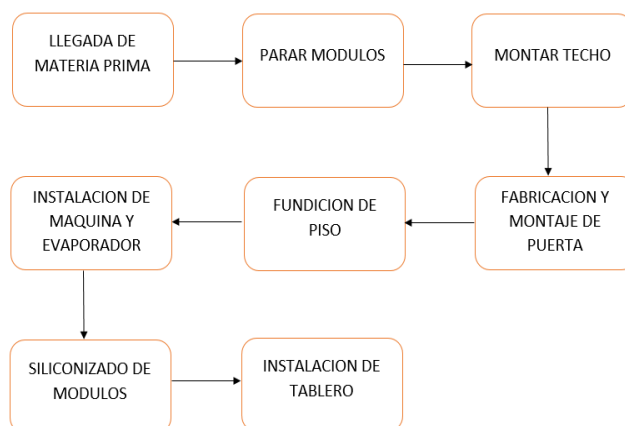 LLEGADA DE
MATERIA PRIMA
PARAR MODULOS
MONTAR TECHO
FABRICACION Y
MONTAJE DE
PUERTA
FUNDICION DE
PISO
INSTALACION DE
MAQUINA Y
EVAPORADOR
SILICONIZADO DE
MODULOS
INSTALACION DE
TABLERO